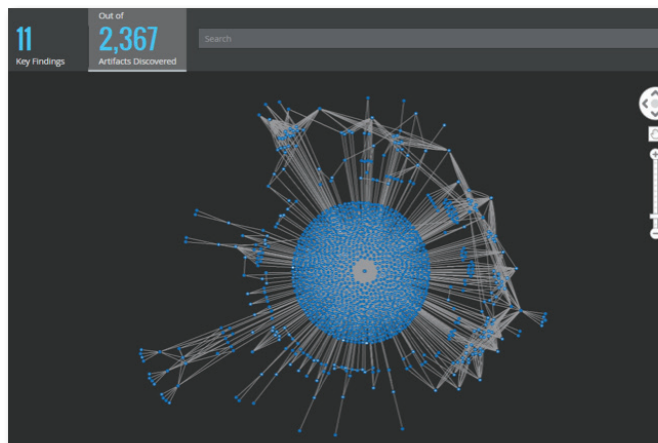 11
Key Findings
Out of
2,367
Artifacts Discovered
Search